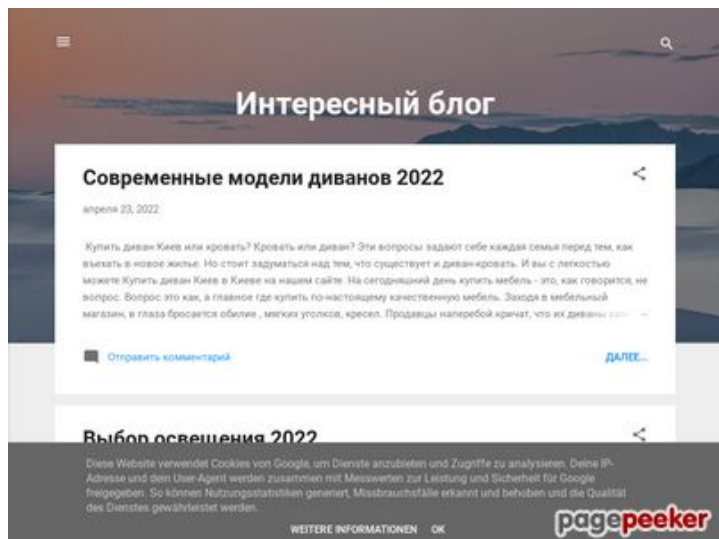 Интересный блог
Современные модели диванов 2022
апреля 23, 2022
Купить диван Киев или кровать? Кровать или диван? Эти вопросы задают себе каждая семья перед тем, как
въехать в новое жилье. Но стоит задуматься над тем, что существует и диван-кровать. И вы с легкостью
можете Купить диван Киев в Киеве на нашем сайте. На сегодняшний день купить мебель - это, как говорится, не
вопрос. Вопрос это как, а главное где купить по-настоящему качественную мебель. Заходя в мебельный
магазин, в глаза бросается обилие , мягких уголков, кресел. Продавцы наперебой кричат, что их диваны
Отправить комментарий
ДАЛЕЕ...
Выбор освещения 2022
Diese Website verwendet Cookies von Google, um Dienste anzubieten und Zugriffe zu analysieren. Deine IP-
Adresse und dein User-Agent werden zusammen mit Messwerten zur Leistung und Sicherheit für Google
freigegeben. So können Nutzungsstatistiken generiert, Missbrauchsfälle erkannt und behoben und die Qualität
des Dienstes gewährleistet werden.
WEITERE INFORMATIONEN OK
pagepeeker